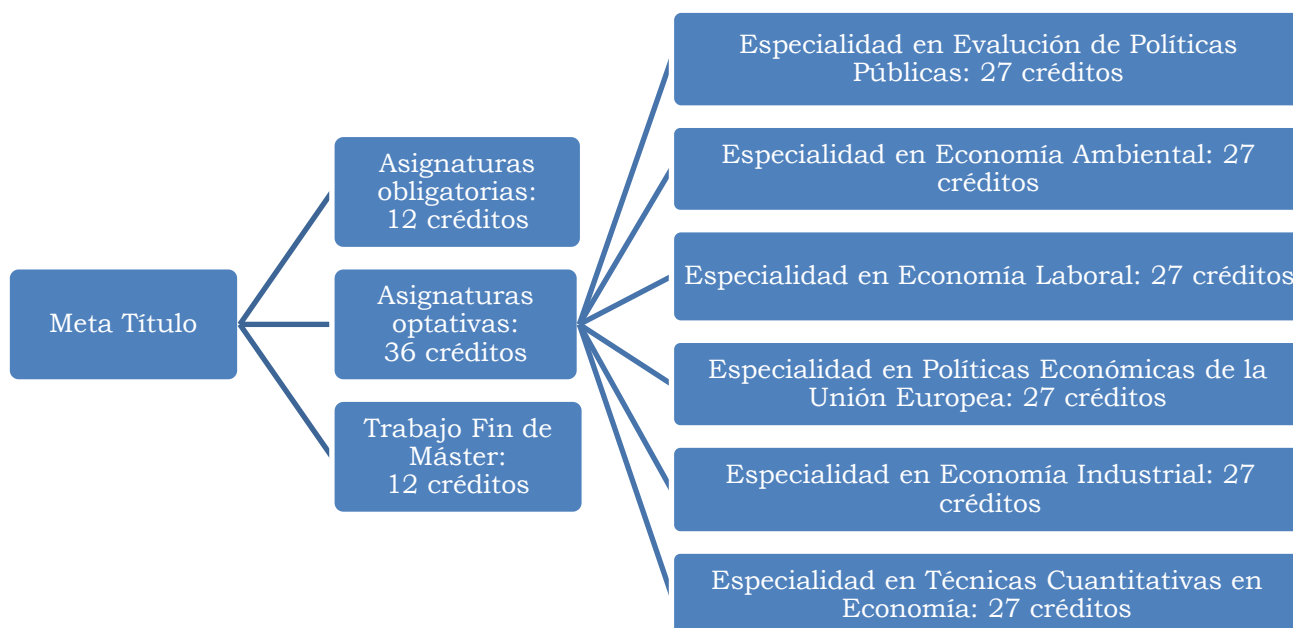 Meta Título
Asignaturas
obligatorias:
12 créditos
Asignaturas
optativas:
36 créditos
Trabajo Fin de
Máster:
12 créditos
Especialidad en Evalución de Políticas
Públicas: 27 créditos
Especialidad en Economía Ambiental: 27
créditos
Especialidad en Economía Laboral: 27 créditos
Especialidad en Políticas Económicas de la
Unión Europea: 27 créditos
Especialidad en Economía Industrial: 27
créditos
Especialidad en Técnicas Cuantitativas en
Economía: 27 créditos